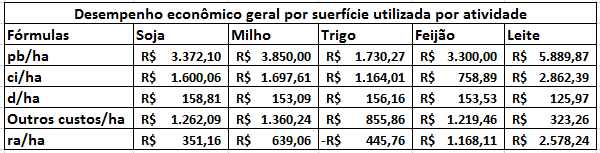 Desempenho econômico geral por suerfície utilizada por atividade
Fórmulas Soja Milho Trigo Feijão Leite
pb/ha R$ 3.372,10 R$ 3.850,00 R$ 1.730,27 R$ 3.300,00 R$ 5.889,87
ci/ha R$ 1.600,06 R$ 1.697,61 R$ 1.164,01 R$ 758,89 R$ 2.862,39
d/ha R$ 158,81 R$ 153,09 R$ 156,16 R$ 153,53 R$ 125,97
Outros custos/ha R$ 1.262,09 R$ 1.360,24 R$ 855,86 R$ 1.219,46 R$ 323,26
ra/ha R$ 351,16 R$ 639,06 -R$ 445,76 R$ 1.168,11 R$ 2.578,24